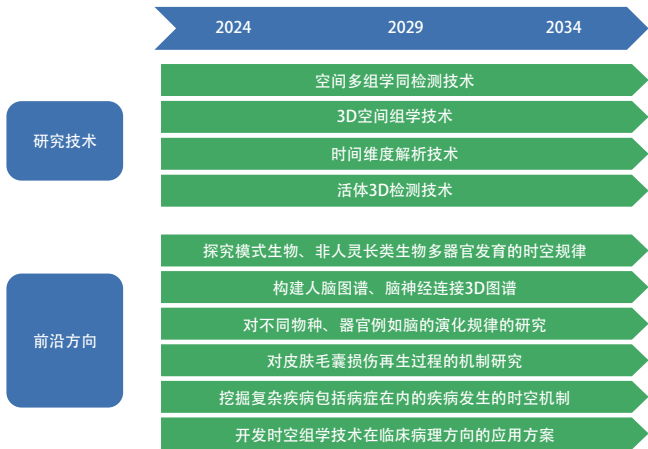 2024 2029 2034
研究技术
空间多组学同检测技术
3D空间组学技术
时间维度解析技术
活体3D检测技术
前沿方向
探究模式生物、非人灵长类生物多器官发育的时空规律
构建人脑图谱、脑神经连接3D图谱
对不同物种、器官例如脑的演化规律的研究
对皮肤毛囊损伤再生过程的机制研究
挖掘复杂疾病包括病症在内的疾病发生的时空机制
开发时空组学技术在临床病理方向的应用方案